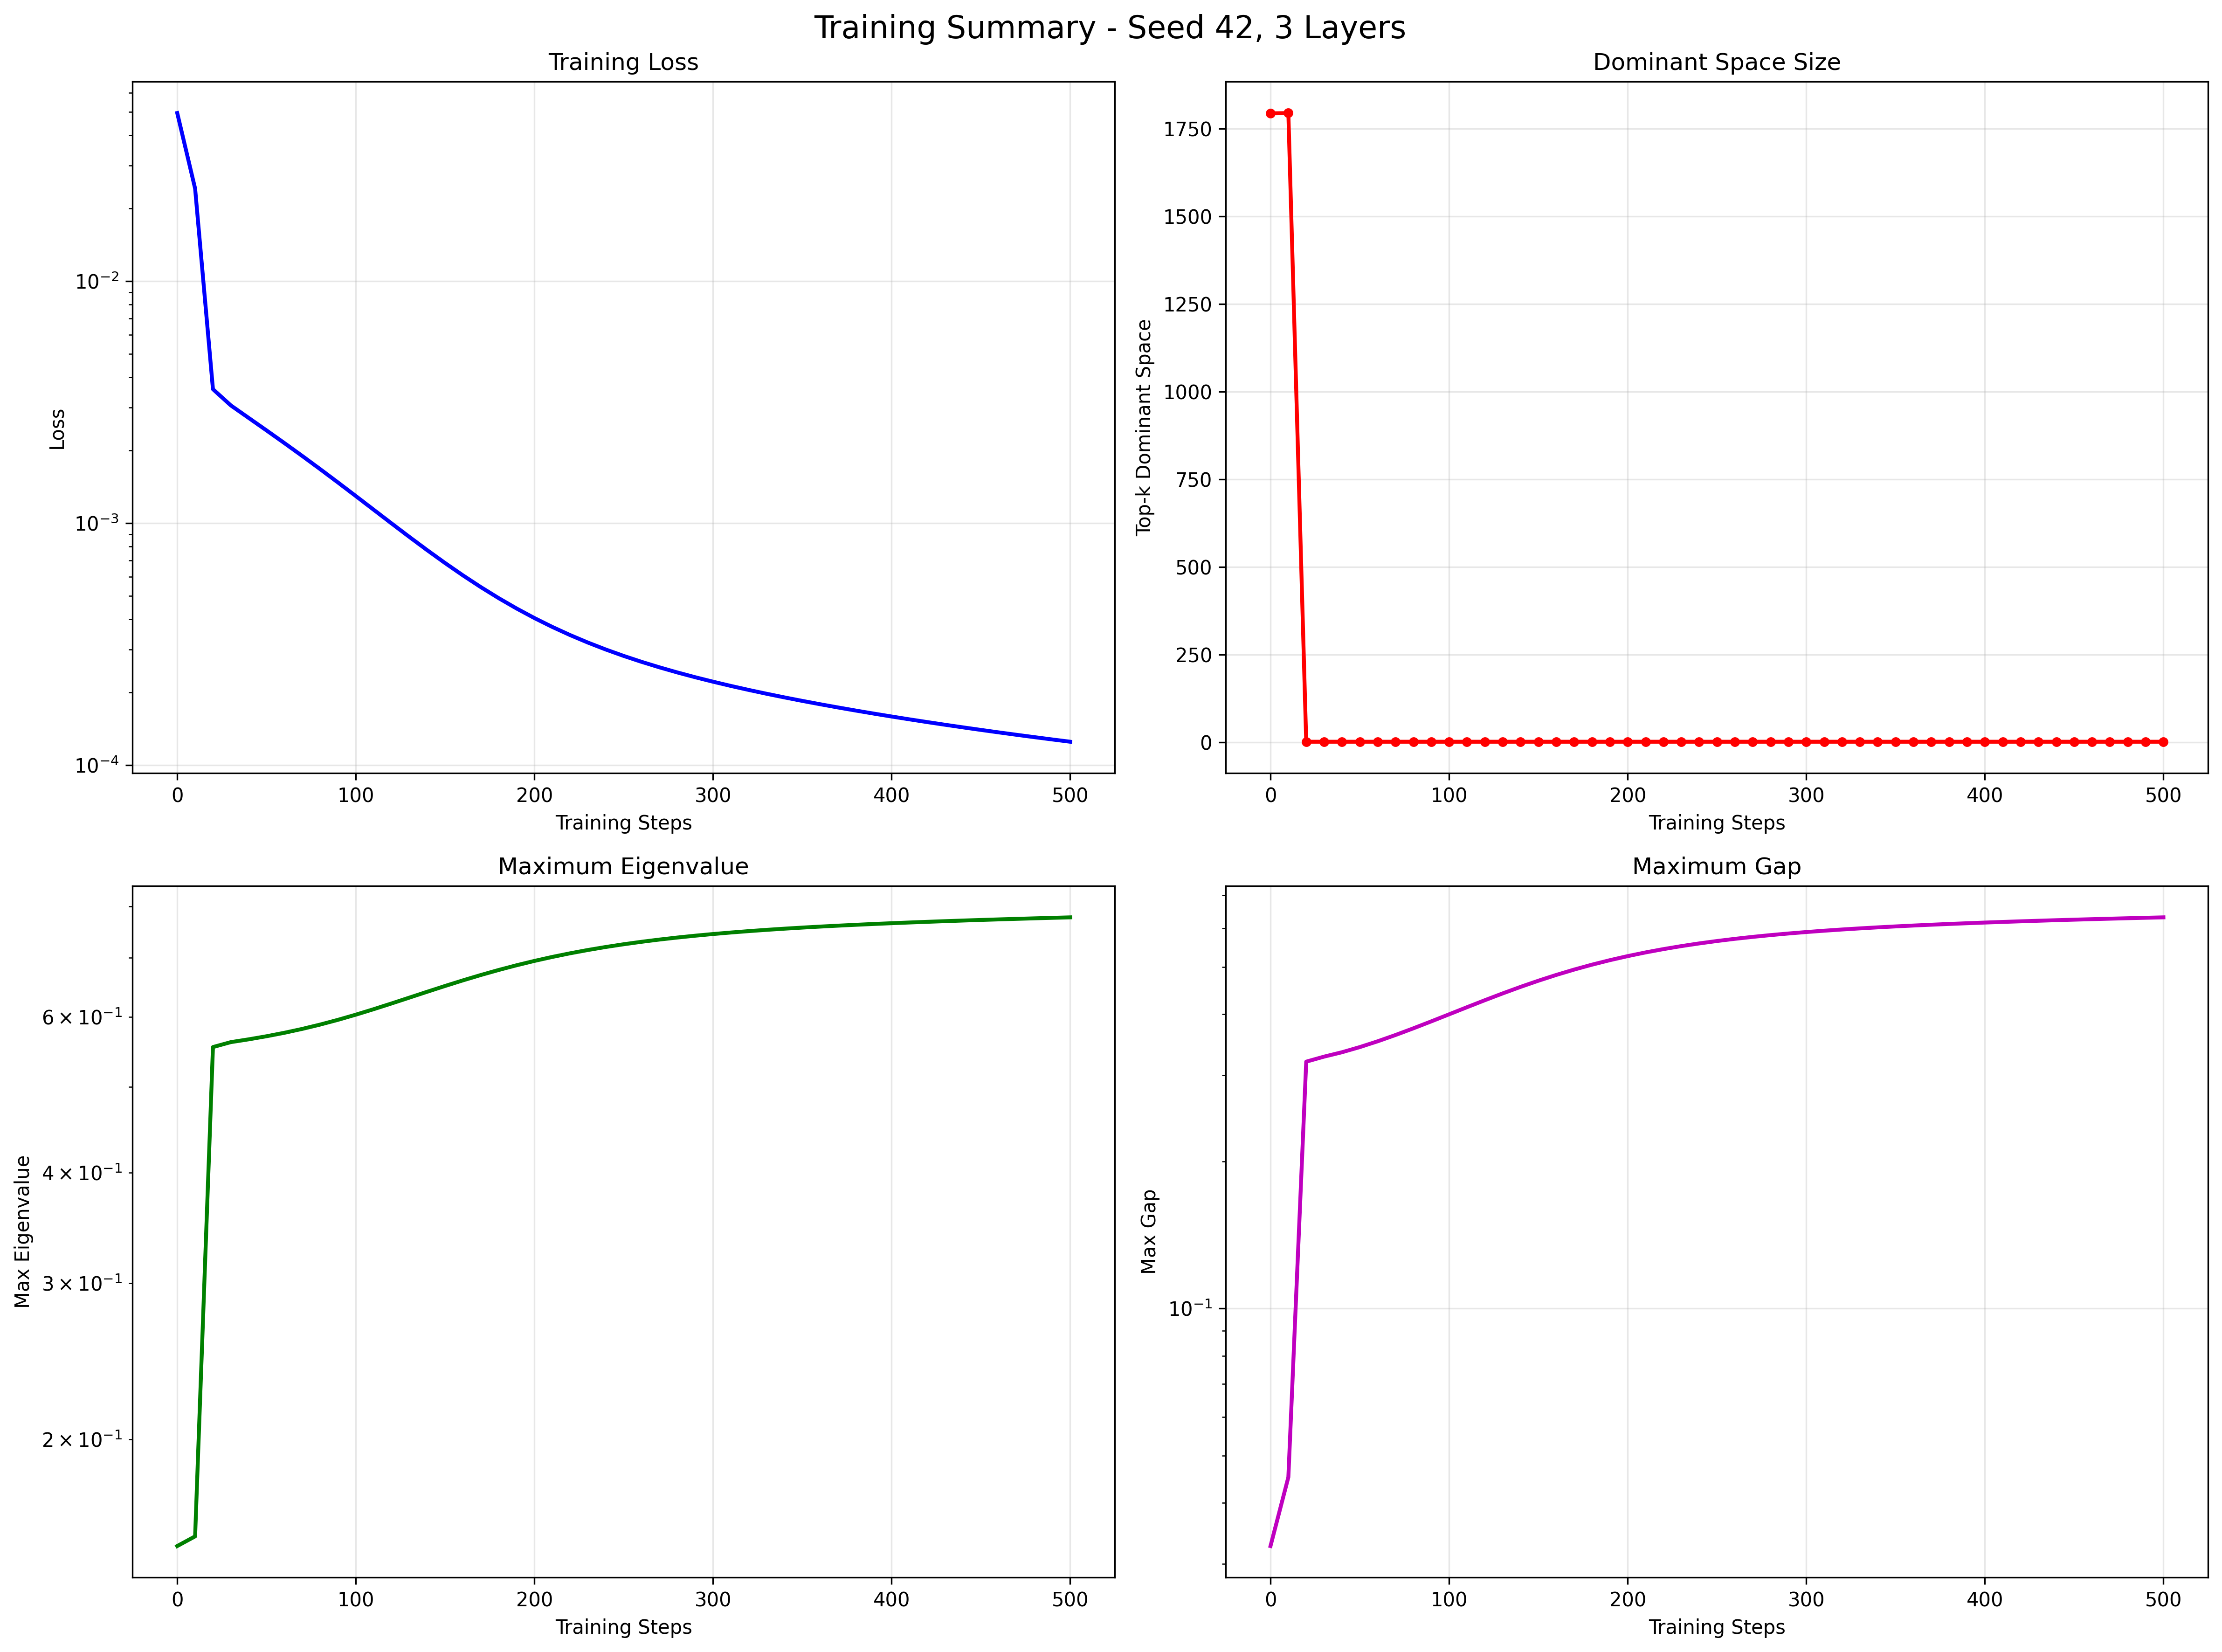 Training Summary - Seed 42, 3 Layers
Training Loss
Loss
10⁻²
10⁻³
10⁻⁴
0 100 200 300 400 500
Training Steps
Dominant Space Size
Top-k Dominant Space
1750
1500
1250
1000
750
500
250
0
0 100 200 300 400 500
Training Steps
Maximum Eigenvalue
Max Eigenvalue
6 × 10⁻¹
4 × 10⁻¹
3 × 10⁻¹
2 × 10⁻¹
0 100 200 300 400 500
Training Steps
Maximum Gap
Max Gap
10⁻¹
0 100 200 300 400 500
Training Steps